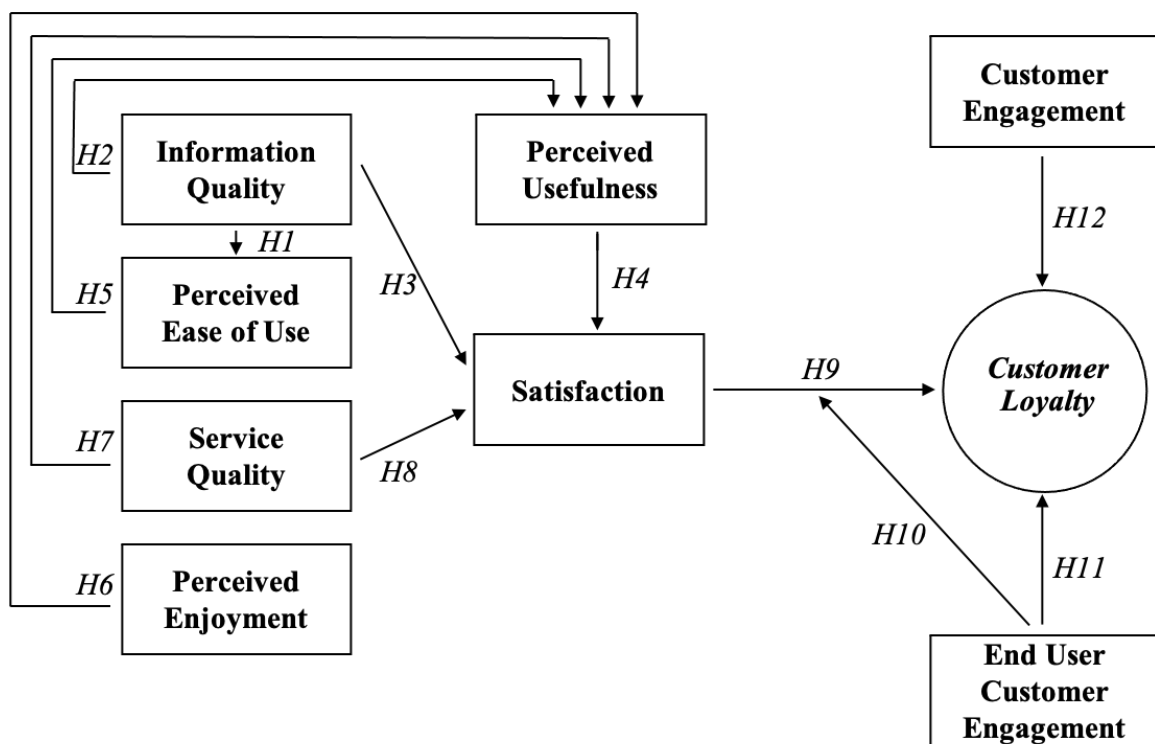 Customer
Engagement
H2
Information
Quality
Perceived
Usefulness
H12
H1
H5
Perceived
Ease of Use
H3
H4
Satisfaction
H9
Customer
Loyalty
H7
Service
Quality
H8
H10
H11
H6
Perceived
Enjoyment
End User
Customer
Engagement